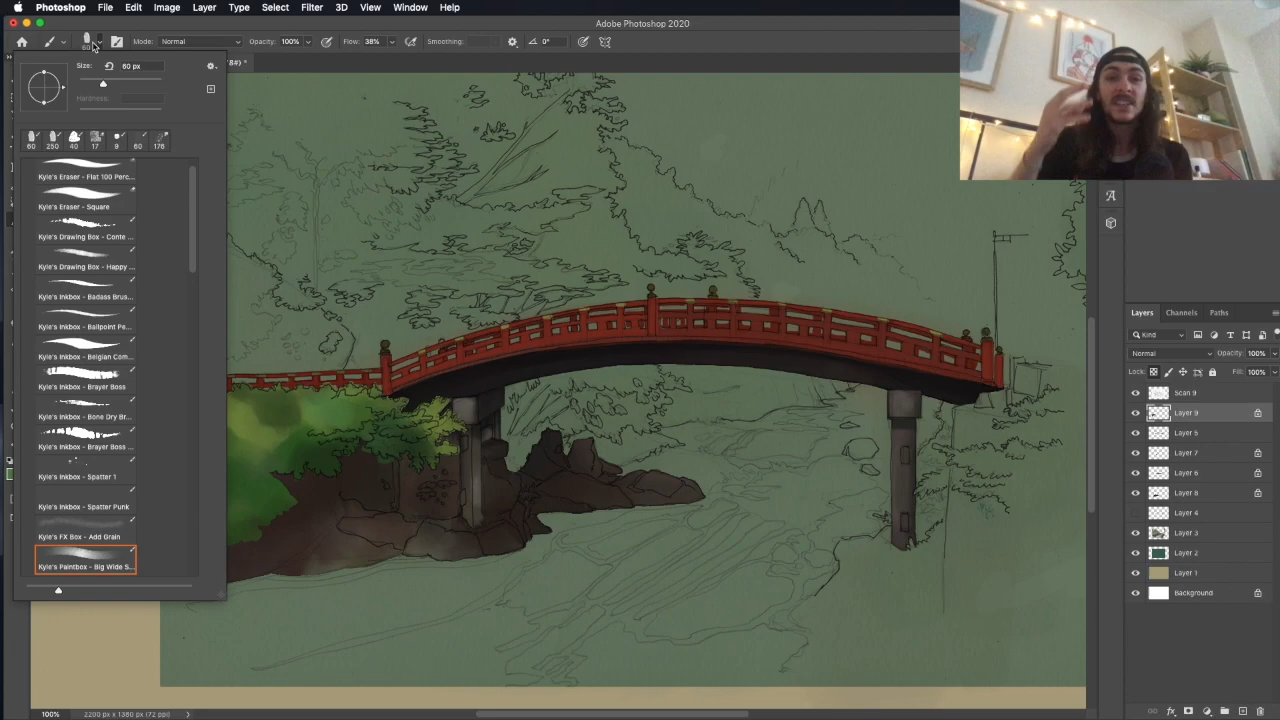 Photoshop File Edit Image Layer Type Select Filter 3D View Window Help
Adobe Photoshop 2020
Mode: Normal Opacity: 100% Flow: 38% Smoothing: 0°
8#) *
Size: 60 px
Hardness:
60 250 40 17 9 60 176
Kyle's Eraser - Flat 100 Perc...
Kyle's Eraser - Square
Kyle's Drawing Box - Conte ...
Kyle's Drawing Box - Happy ...
Kyle's Inkbox - Badass Brus...
Kyle's Inkbox - Ballpoint Pe...
Kyle's Inkbox - Belgian Com...
Kyle's Inkbox - Brayer Boss
Kyle's Inkbox - Bone Dry Br...
Kyle's Inkbox - Brayer Boss ...
Kyle's Inkbox - Spatter 1
Kyle's Inkbox - Spatter Punk
Kyle's FX Box - Add Grain
Kyle's Paintbox - Big Wide S...
Layers Channels Paths
Kind
Normal Opacity: 100%
Lock: Fill: 100%
Scan 9
Layer 9
Layer 5
Layer 7
Layer 6
Layer 8
Layer 4
Layer 3
Layer 2
Layer 1
Background
100% 2200 px x 1380 px (72 ppi)